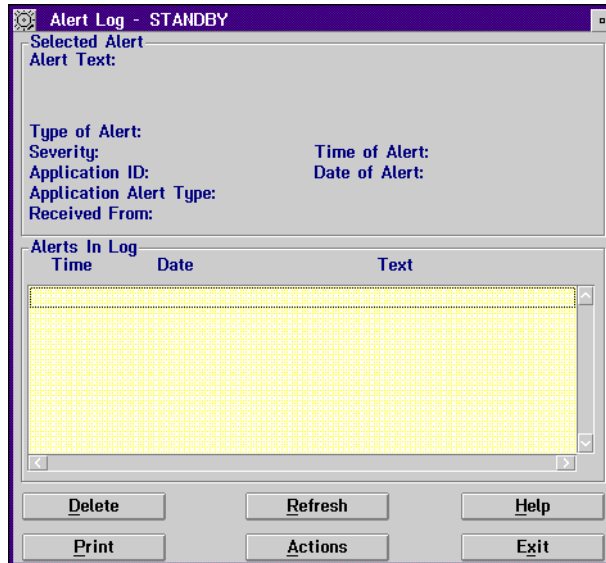 Alert Log - STANDBY
Selected Alert
Alert Text:
Type of Alert:
Severity: Time of Alert:
Application ID: Date of Alert:
Application Alert Type:
Received From:
Alerts In Log
Time Date Text
Delete Refresh Help
Print Actions Exit